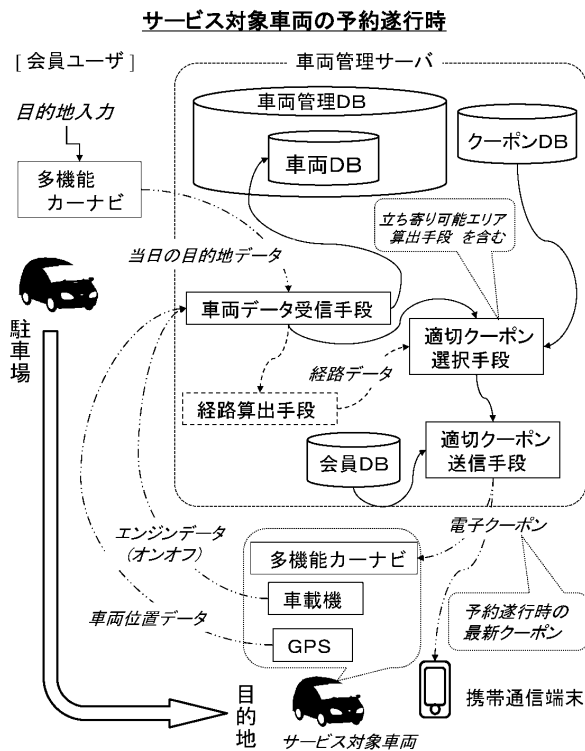 サービス対象車両の予約遂行時
[ 会員ユーザ ]
車両管理サーバ
目的地入力
車両管理DB
車両DB
クーポンDB
多機能
カーナビ
立ち寄り可能エリア
算出手段 を含む
当日の目的地データ
車両データ受信手段
適切クーポン
選択手段
駐車場
経路データ
経路算出手段
会員DB
適切クーポン
送信手段
エンジンデータ
(オンオフ)
電子クーポン
多機能カーナビ
車載機
車両位置データ
予約遂行時の
最新クーポン
GPS
目的地
携帯通信端末
サービス対象車両